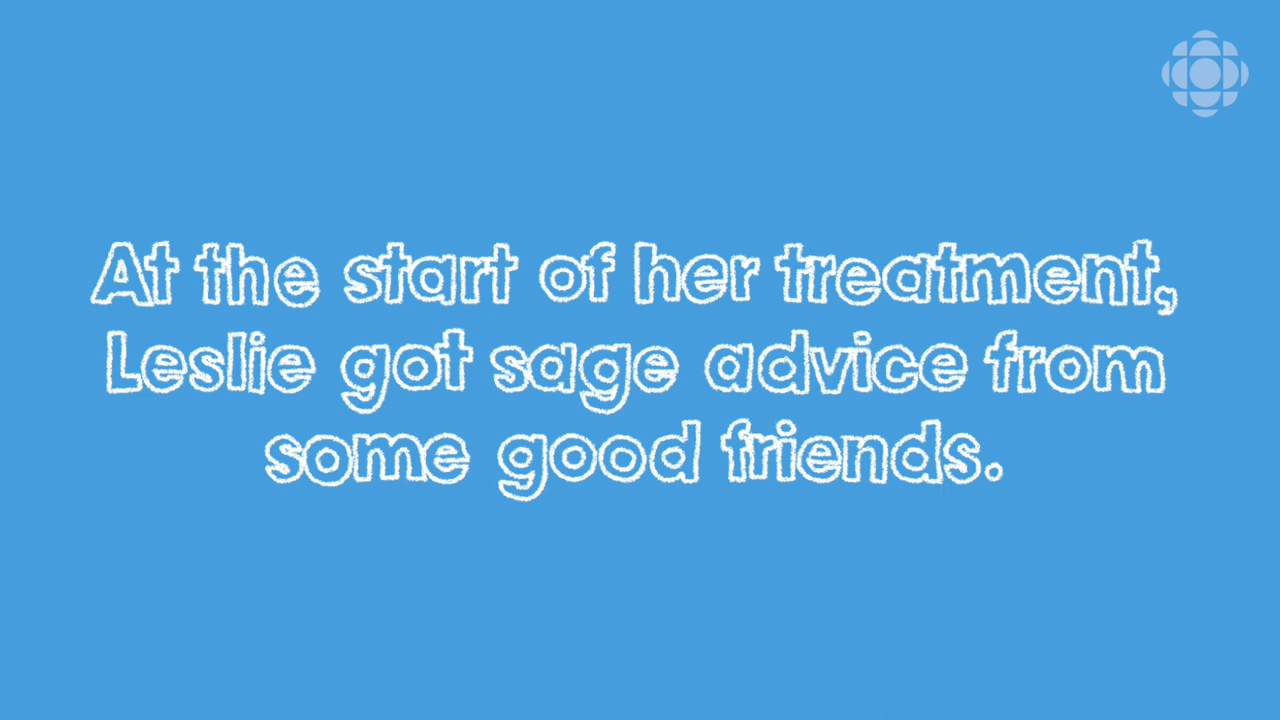 At the start of her treatment,
Leslie got sage advice from
some good friends.